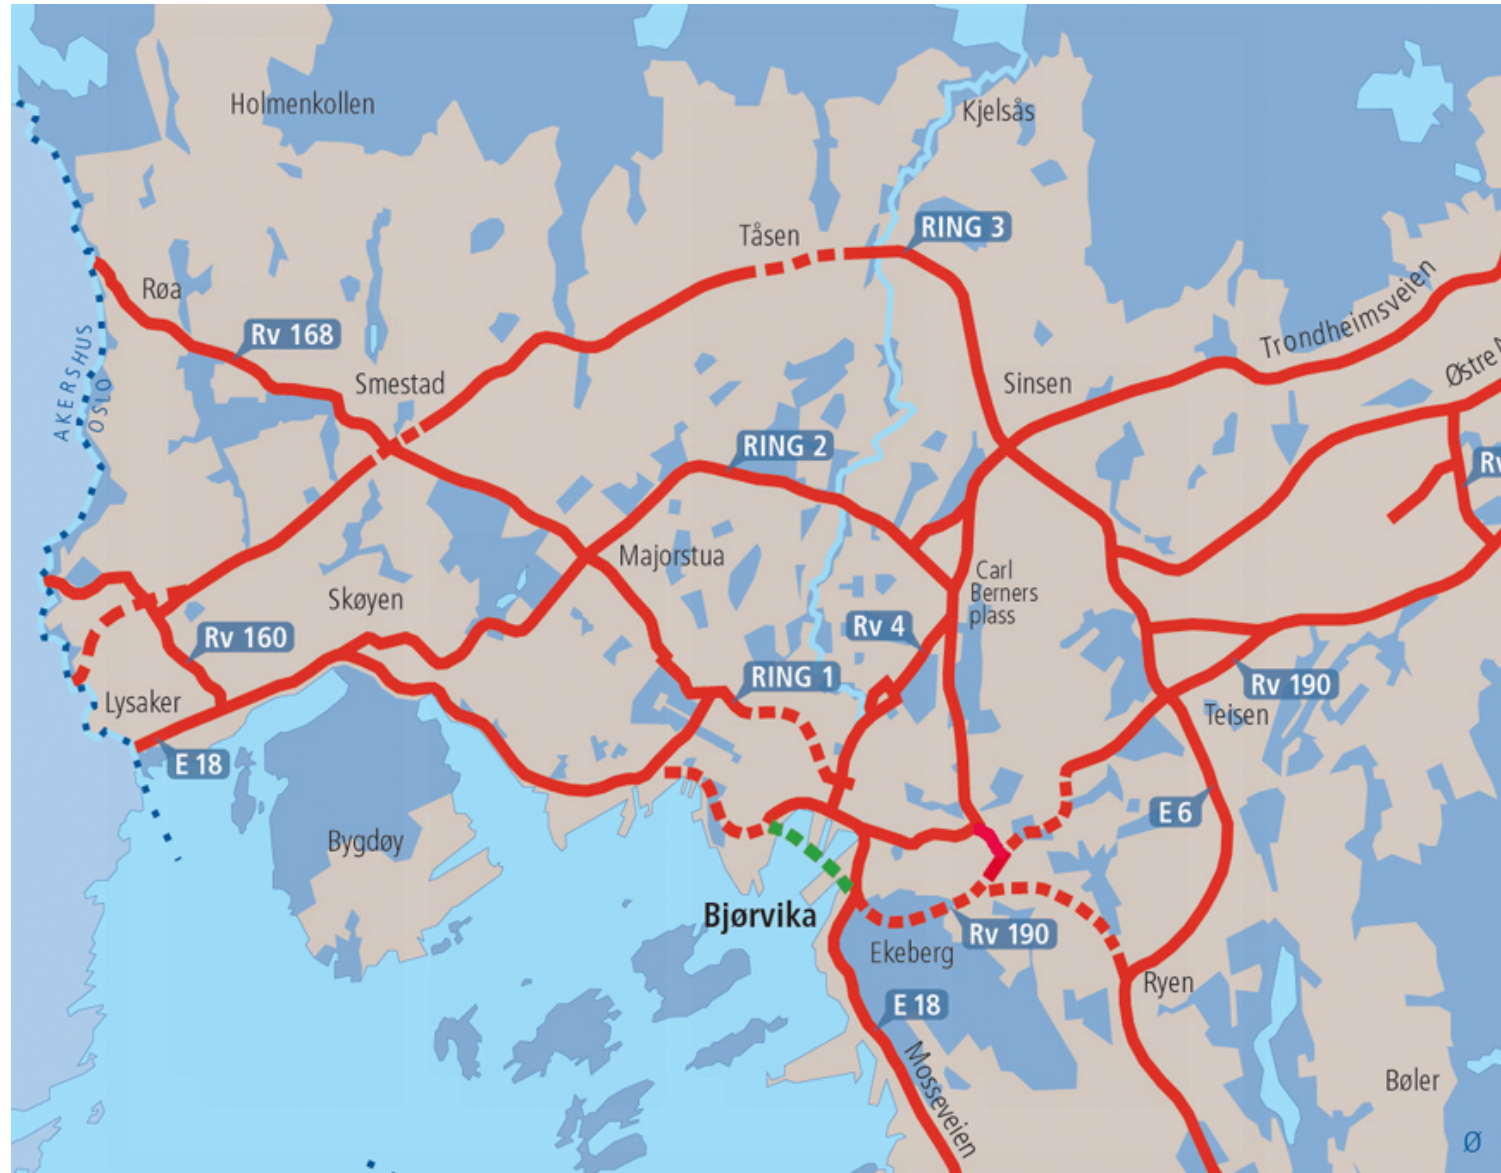 Holmenkollen
Kjelsås
RING 3
Tåsen
Røa
Trondheimsveien
Rv 168
AKERSHUS
OSLO
Smestad
Sinsen
Østre
RING 2
Majorstua
Carl
Berners
plass
Skøyen
Rv 4
Rv 160
RING 1
Rv 190
Lysaker
Teisen
E 18
E 6
Bygdøy
Bjørvika
Rv 190
Ekeberg
Ryen
E 18
Mosseveien
Bøler
Ø